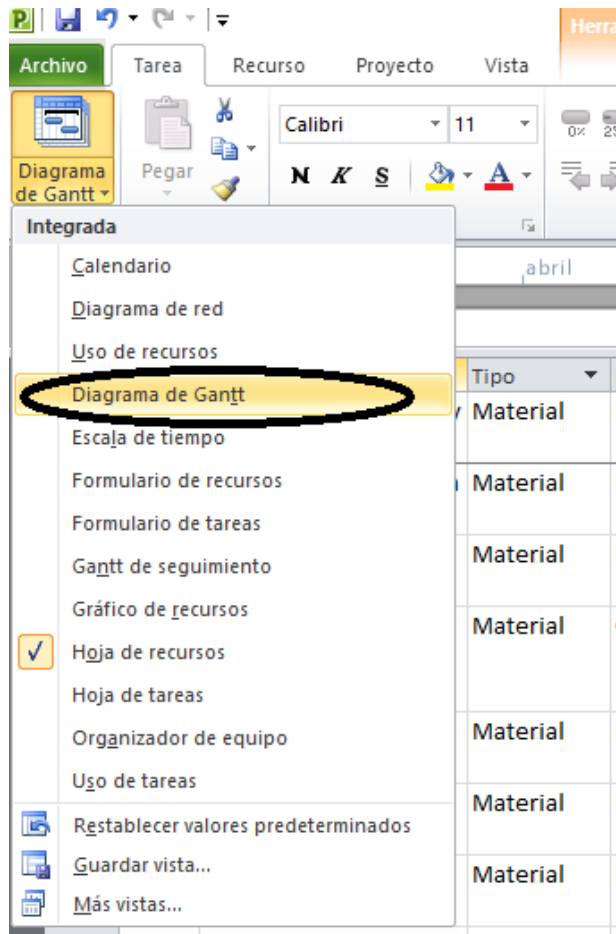 Herra
Archivo Tarea Recurso Proyecto Vista
Calibri 11
0% 25
Diagrama de Gantt
Pegar
N K S A
Integrada
abril
Calendario
Diagrama de red
Uso de recursos
Diagrama de Gantt
Tipo
Escala de tiempo
y Material
Formulario de recursos
Material
Formulario de tareas
Gantt de seguimiento
Material
Gráfico de recursos
Material
Hoja de recursos
Hoja de tareas
Organizador de equipo
Material
Uso de tareas
Material
Restablecer valores predeterminados
Guardar vista...
Material
Más vistas...